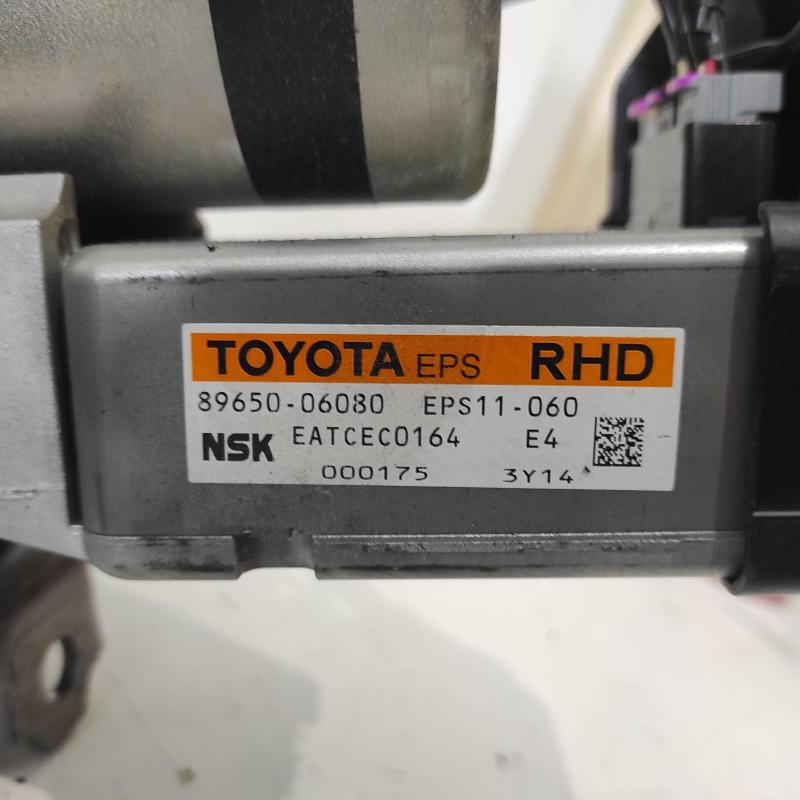 TOYOTA EPS RHD
89650-06080 EPS11-060
NSK EATCEC0164 E4
000175 3Y14